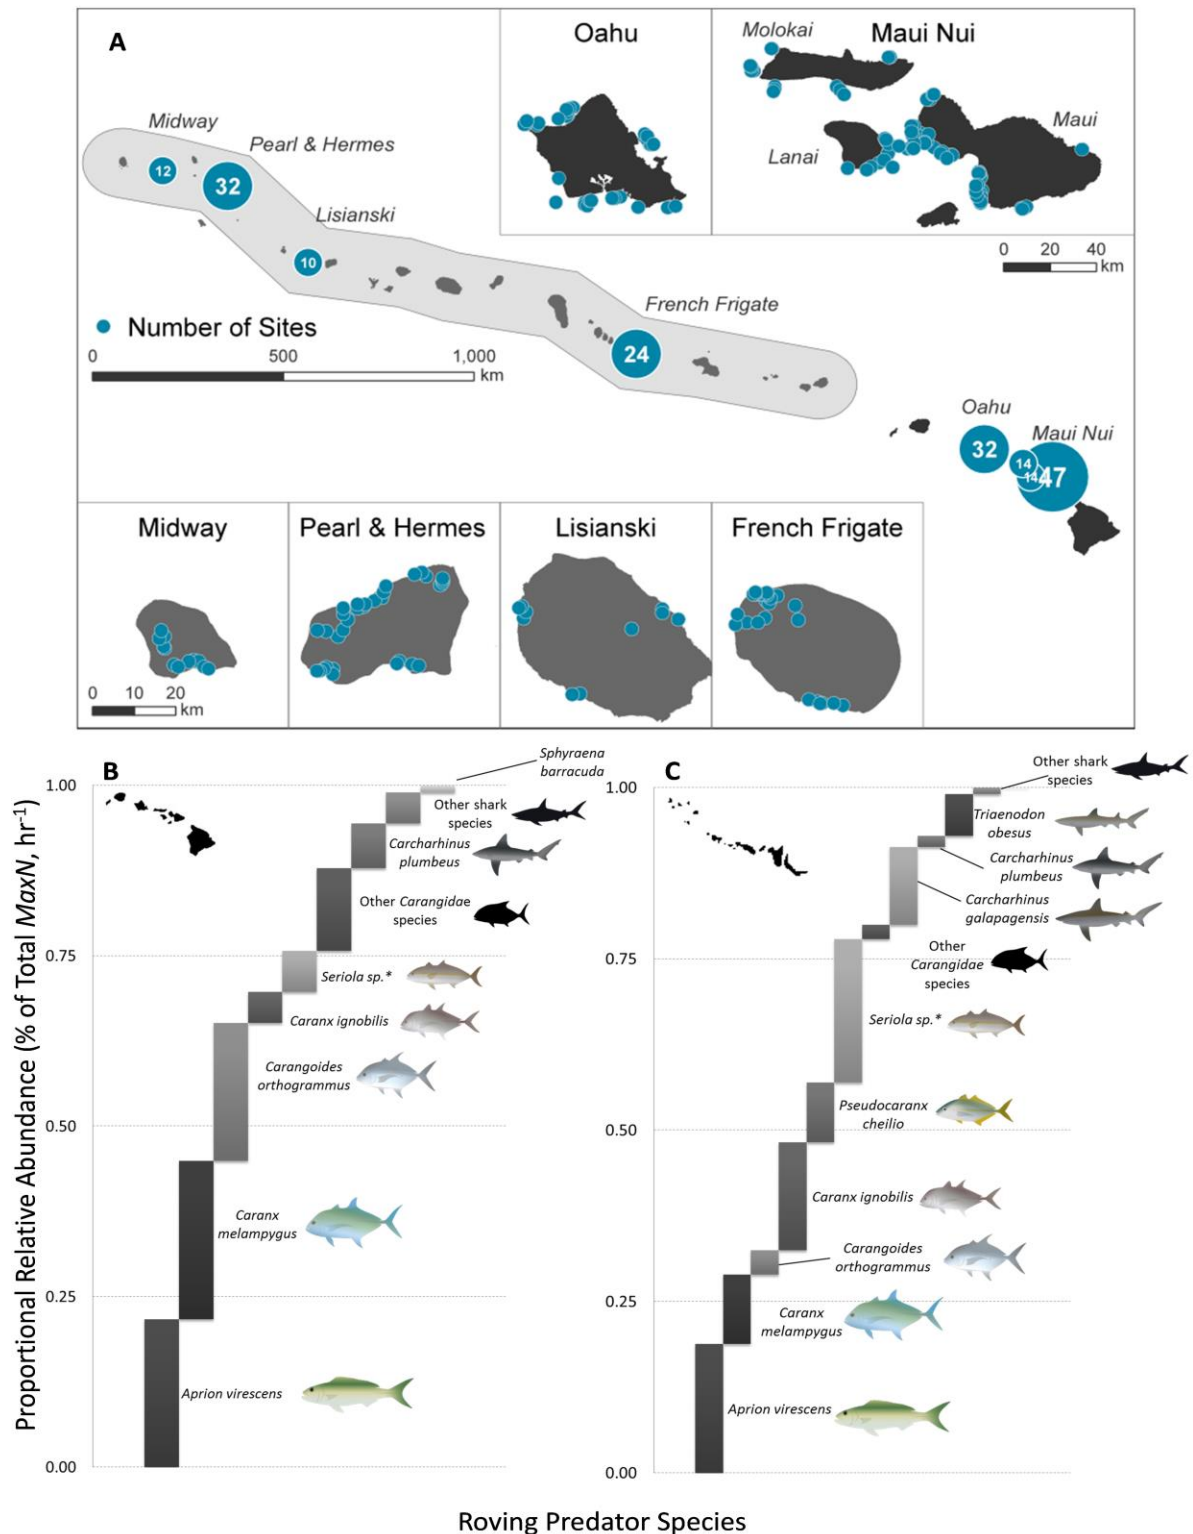 A
Oahu
Molokai
Maui Nui
Lanai
Maui
0 20 40
km
Midway
Pearl & Hermes
12
32
Lisianski
10
French Frigate
24
Number of Sites
0 500 1,000
km
Oahu
Maui Nui
32
14
14
47
Midway
Pearl & Hermes
Lisianski
French Frigate
0 10 20
km
Proportional Relative Abundance (% of Total MaxN, hr-1)
B
1.00
0.75
0.50
0.25
0.00
Sphyraena
barracuda
Other shark
species
Carcharhinus
plumbeus
Other Carangidae
species
Seriola sp.*
Caranx ignobilis
Carangoides
orthogrammus
Caranx
melampygus
Aprion virescens
C
1.00
0.75
0.50
0.25
0.00
Other shark
species
Triaenodon
obesus
Carcharhinus
plumbeus
Carcharhinus
galapagensis
Other
Carangidae
species
Seriola sp.*
Pseudocaranx
cheilio
Caranx ignobilis
Carangoides
orthogrammus
Caranx
melampygus
Aprion virescens
Roving Predator Species